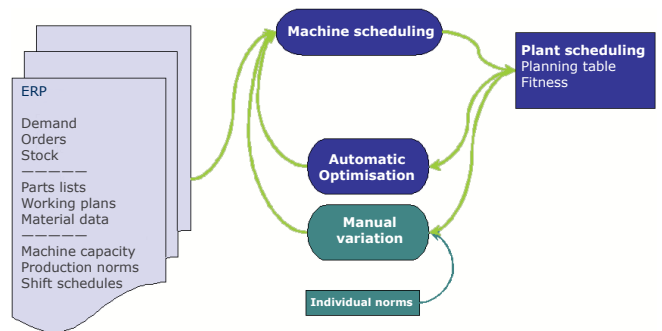 ERP
Demand
Orders
Stock
—————
Parts lists
Working plans
Material data
—————
Machine capacity
Production norms
Shift schedules
Machine scheduling
Plant scheduling
Planning table
Fitness
Automatic
Optimisation
Manual
variation
Individual norms